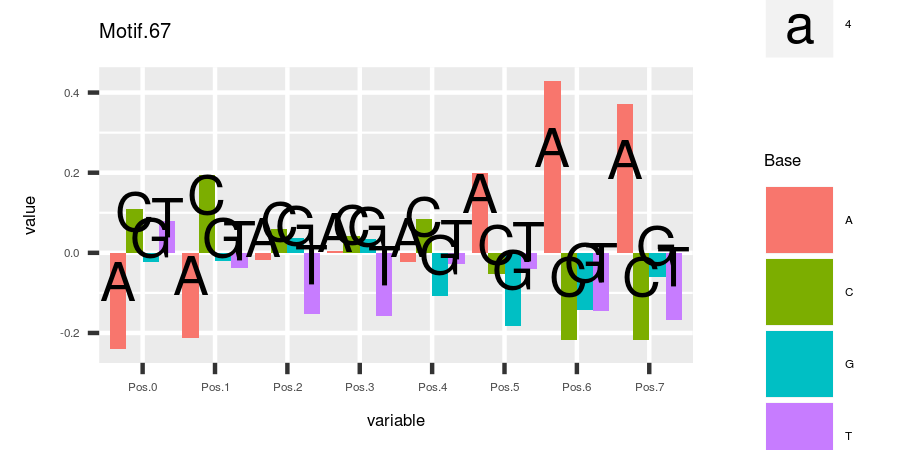 Motif.67
a 4
0.4
0.2
0.0
-0.2
value
A C G T A C G T A C G T A C G T A C G T A C G T A C G T A C G T
Pos.0 Pos.1 Pos.2 Pos.3 Pos.4 Pos.5 Pos.6 Pos.7
variable
Base
A
C
G
T